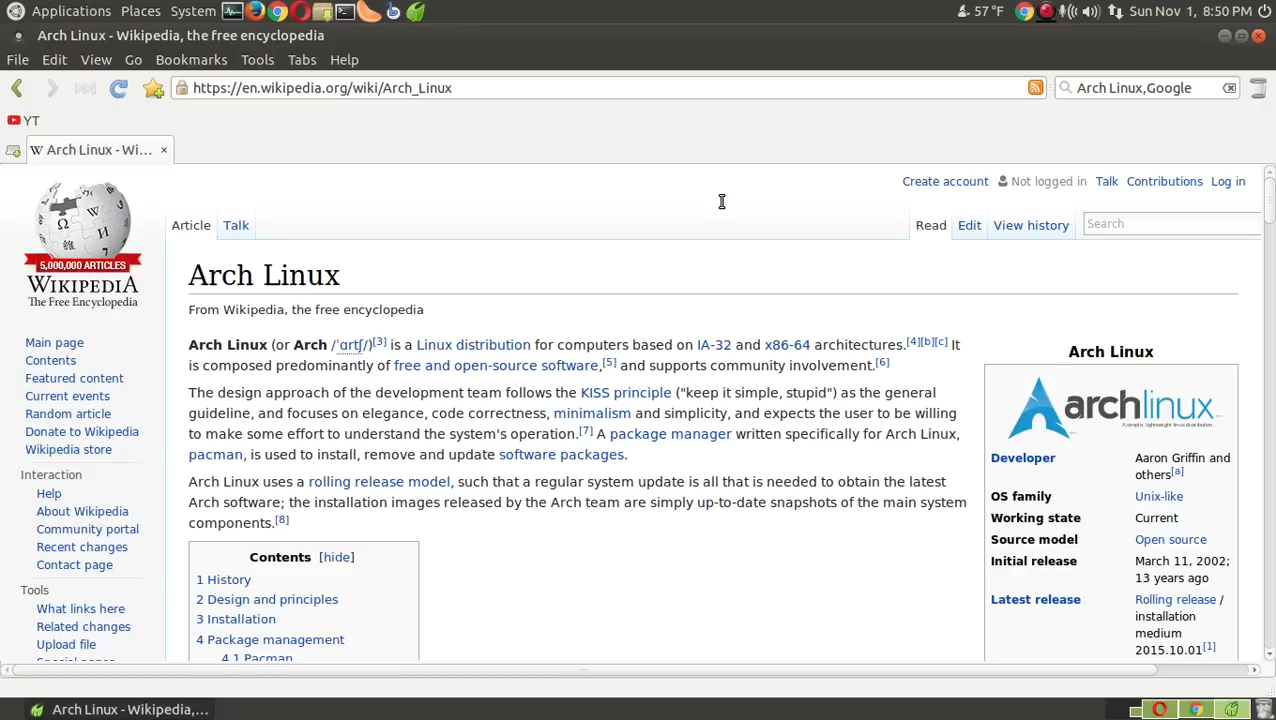 Applications Places System 57 °F Sun Nov 1, 8:50 PM
Arch Linux - Wikipedia, the free encyclopedia
File Edit View Go Bookmarks Tools Tabs Help
https://en.wikipedia.org/wiki/Arch_Linux Arch Linux,Google
YT
W Arch Linux - Wi... ×
Create account Not logged in Talk Contributions Log in
Article Talk Read Edit View history Search
5,000,000 ARTICLES
WIKIPEDIA
The Free Encyclopedia
Main page
Contents
Featured content
Current events
Random article
Donate to Wikipedia
Wikipedia store
Interaction
Help
About Wikipedia
Community portal
Recent changes
Contact page
Tools
What links here
Related changes
Upload file
Special pages
Arch Linux
From Wikipedia, the free encyclopedia
Arch Linux (or Arch /ˈɑrtʃ/)[3] is a Linux distribution for computers based on IA-32 and x86-64 architectures.[4][b][c] It
is composed predominantly of free and open-source software,[5] and supports community involvement.[6]
The design approach of the development team follows the KISS principle ("keep it simple, stupid") as the general
guideline, and focuses on elegance, code correctness, minimalism and simplicity, and expects the user to be willing
to make some effort to understand the system's operation.[7] A package manager written specifically for Arch Linux,
pacman, is used to install, remove and update software packages.
Arch Linux uses a rolling release model, such that a regular system update is all that is needed to obtain the latest
Arch software; the installation images released by the Arch team are simply up-to-date snapshots of the main system
components.[8]
Contents [hide]
1 History
2 Design and principles
3 Installation
4 Package management
4.1 Pacman
Arch Linux
archlinux
A simple, lightweight linux distribution.
Developer Aaron Griffin and
others[a]
OS family Unix-like
Working state Current
Source model Open source
Initial release March 11, 2002;
13 years ago
Latest release Rolling release /
installation
medium
2015.10.01[1]
Arch Linux - Wikipedia,...